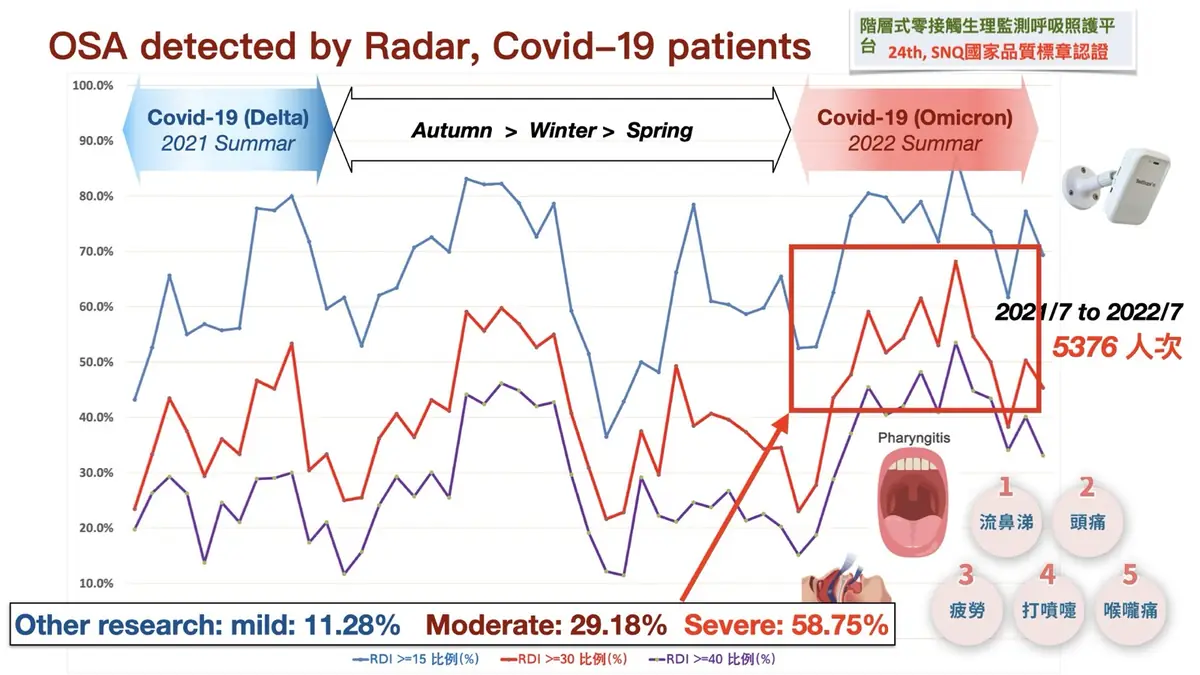 OSA detected by Radar, Covid-19 patients
階層式零接觸生理監測呼吸照護平
台 24th, SNQ國家品質標章認證
100.0%
90.0%
80.0%
70.0%
60.0%
50.0%
40.0%
30.0%
20.0%
10.0%
Covid-19 (Delta)
2021 Summar
Autumn > Winter > Spring
Covid-19 (Omicron)
2022 Summar
2021/7 to 2022/7
5376 人次
Pharyngitis
1
流鼻涕
2
頭痛
3
疲勞
4
打噴嚏
5
喉嚨痛
Other research: mild: 11.28% Moderate: 29.18% Severe: 58.75%
RDI >=15 比例(%) RDI >=30 比例(%) RDI >=40 比例(%)